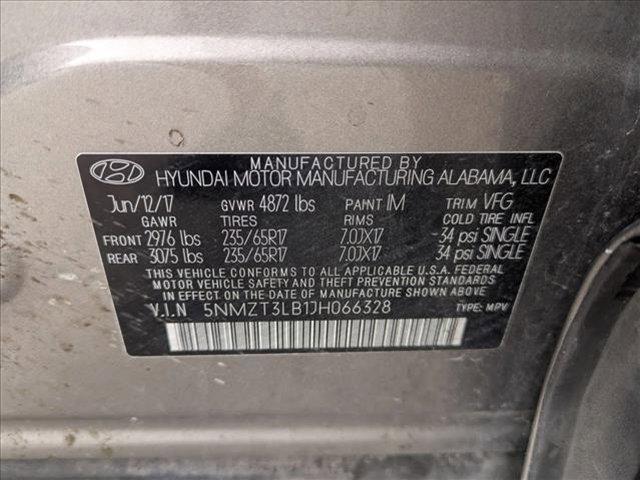 MANUFACTURED BY
HYUNDAI MOTOR MANUFACTURING ALABAMA, LLC
Jun/12/17 GVWR 4872 lbs PAINT IM TRIM VFG
GAWR TIRES RIMS COLD TIRE INFL
FRONT 2976 lbs 235/65R17 7.0JX17 34 psi SINGLE
REAR 3075 lbs 235/65R17 7.0JX17 34 psi SINGLE
THIS VEHICLE CONFORMS TO ALL APPLICABLE U.S.A. FEDERAL
MOTOR VEHICLE SAFETY AND THEFT PREVENTION STANDARDS
IN EFFECT ON THE DATE OF MANUFACTURE SHOWN ABOVE.
V.I.N 5NMZT3LB1JH066328 TYPE: MPV